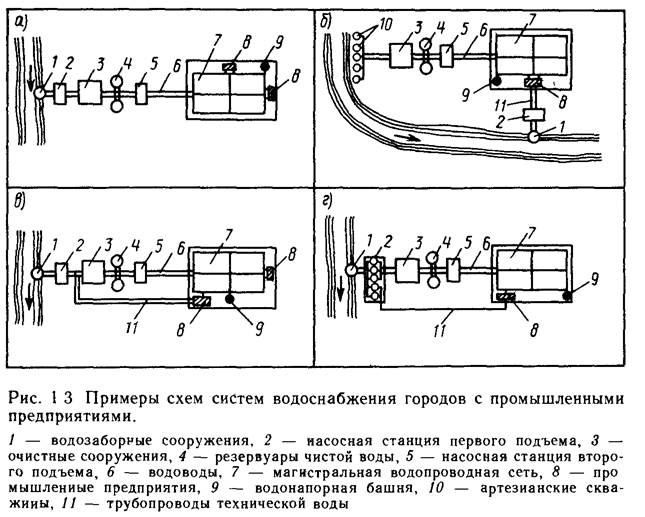 а)
1 2 3 4 5 6 7 8 9
8
б)
10 3 4 5 6 7
9 11 8
2 1
в)
1 2 3 4 5 6 7 8
11 8 9
г)
1 2 3 4 5 6 7 9
11 8
Рис. 1 3 Примеры схем систем водоснабжения городов с промышленными
предприятиями.
1 — водозаборные сооружения, 2 — насосная станция первого подъема, 3 —
очистные сооружения, 4 — резервуары чистой воды, 5 — насосная станция второ-
го подъема, 6 — водоводы, 7 — магистральная водопроводная сеть, 8 — про
мышленные предприятия, 9 — водонапорная башня, 10 — артезианские сква-
жины, 11 — трубопроводы технической воды